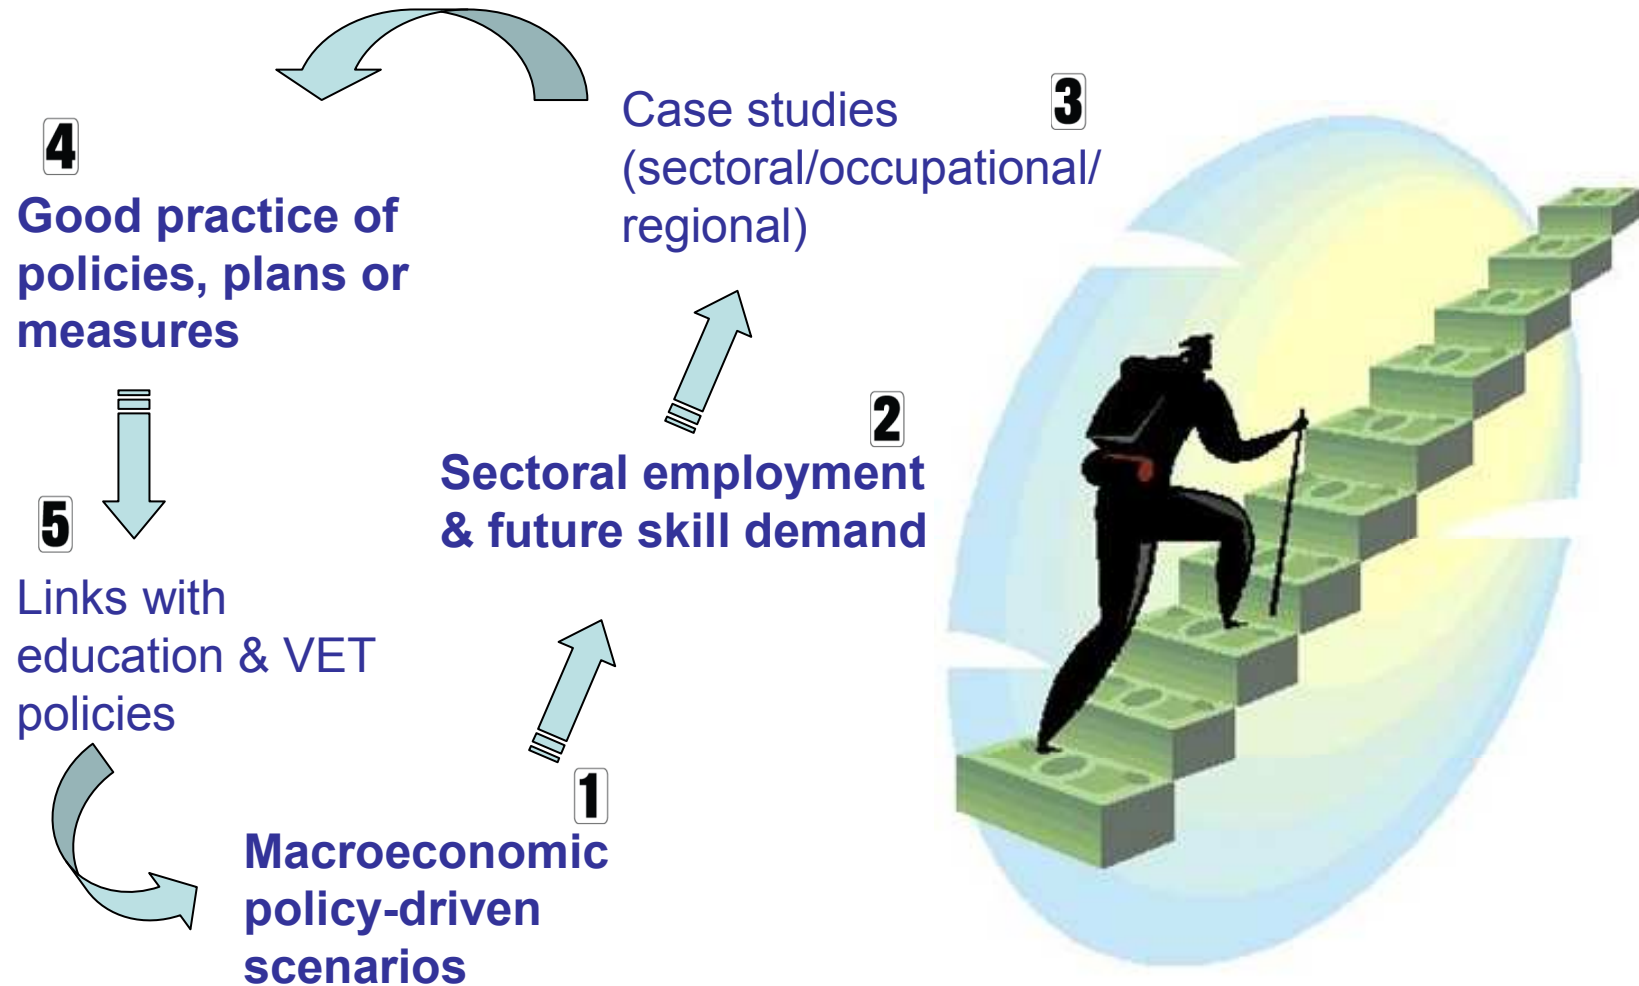 3
Case studies
(sectoral/occupational/
regional)
4
Good practice of
policies, plans or
measures
2
Sectoral employment
& future skill demand
5
Links with
education & VET
policies
1
Macroeconomic
policy-driven
scenarios